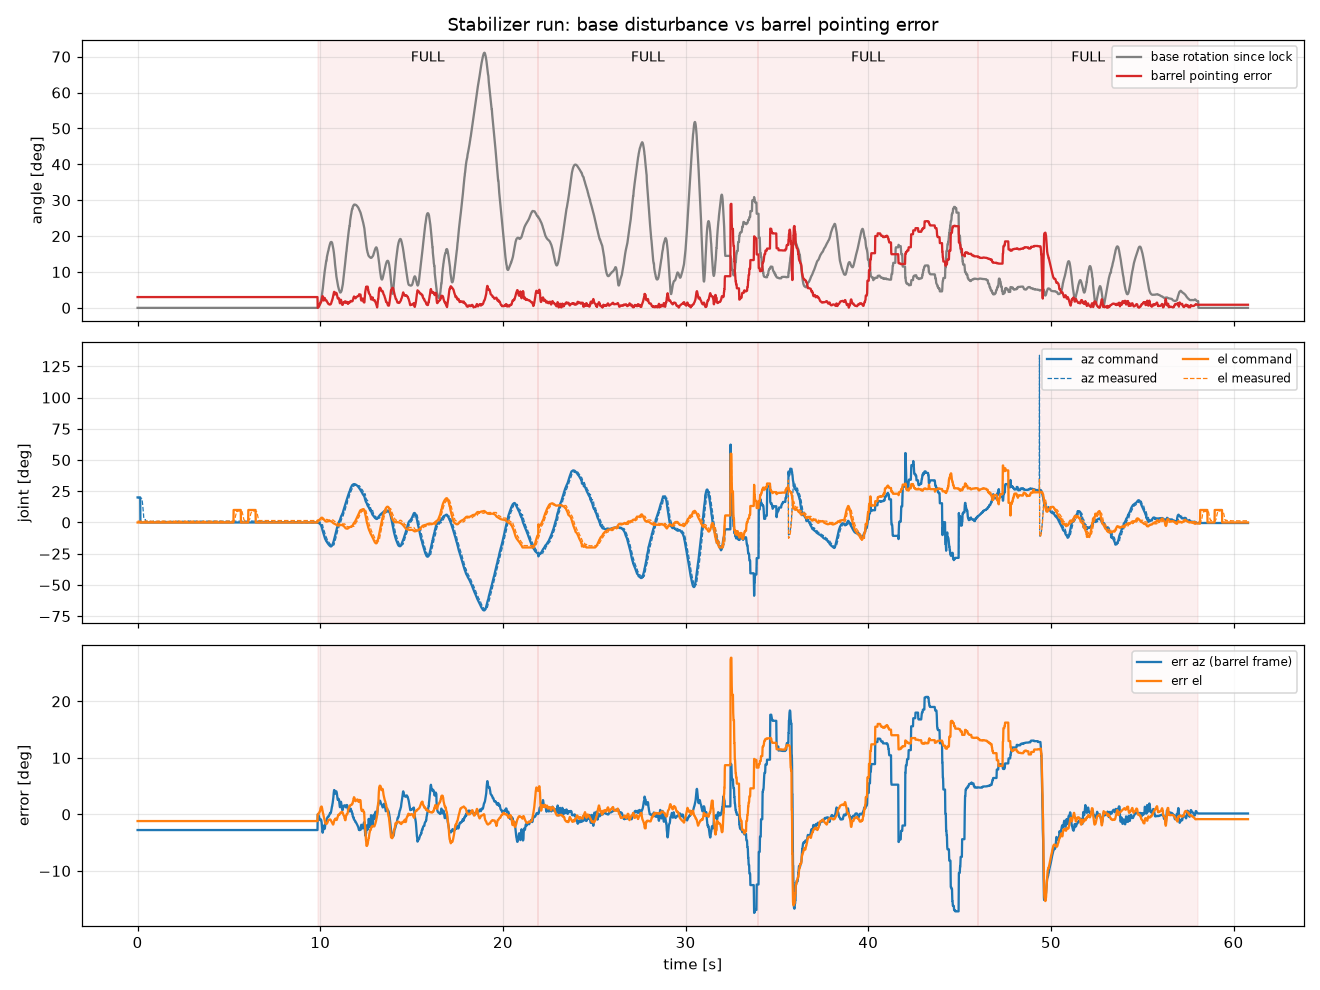 Stabilizer run: base disturbance vs barrel pointing error
FULL
FULL
FULL
FULL
base rotation since lock
barrel pointing error
angle [deg]
70
60
50
40
30
20
10
0
az command
az measured
el command
el measured
joint [deg]
125
100
75
50
25
0
−25
−50
−75
err az (barrel frame)
err el
error [deg]
20
10
0
−10
0
10
20
30
40
50
60
time [s]